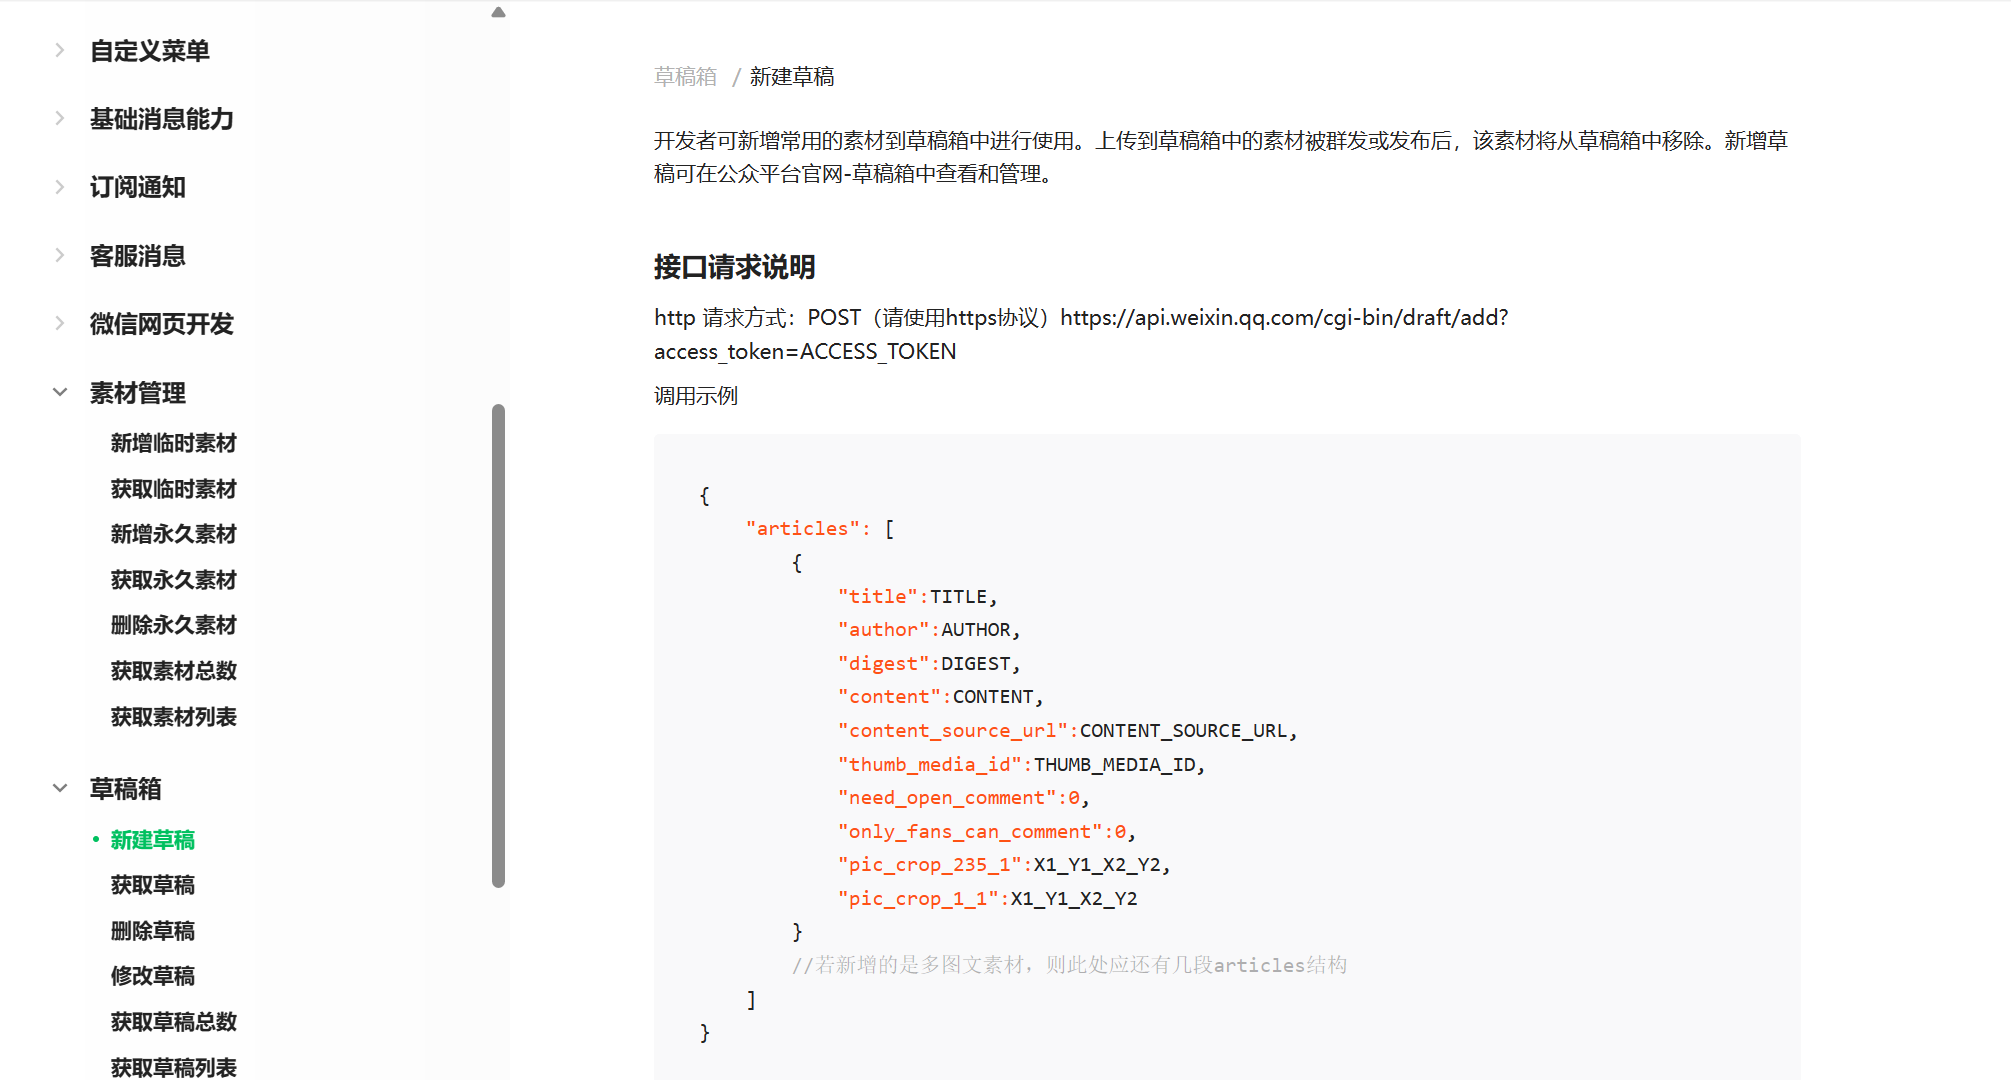 自定义菜单
基础消息能力
订阅通知
客服消息
微信网页开发
素材管理
新增临时素材
获取临时素材
新增永久素材
获取永久素材
删除永久素材
获取素材总数
获取素材列表
草稿箱
新建草稿
获取草稿
删除草稿
修改草稿
获取草稿总数
获取草稿列表
草稿箱 / 新建草稿
开发者可新增常用的素材到草稿箱中进行使用。上传到草稿箱中的素材被群发或发布后，该素材将从草稿箱中移除。新增草
稿可在公众平台官网-草稿箱中查看和管理。
接口请求说明
http 请求方式：POST（请使用https协议）https://api.weixin.qq.com/cgi-bin/draft/add?
access_token=ACCESS_TOKEN
调用示例
{
"articles": [
{
"title":TITLE,
"author":AUTHOR,
"digest":DIGEST,
"content":CONTENT,
"content_source_url":CONTENT_SOURCE_URL,
"thumb_media_id":THUMB_MEDIA_ID,
"need_open_comment":0,
"only_fans_can_comment":0,
"pic_crop_235_1":X1_Y1_X2_Y2,
"pic_crop_1_1":X1_Y1_X2_Y2
}
//若新增的是多图文素材，则此处应还有几段articles结构
]
}